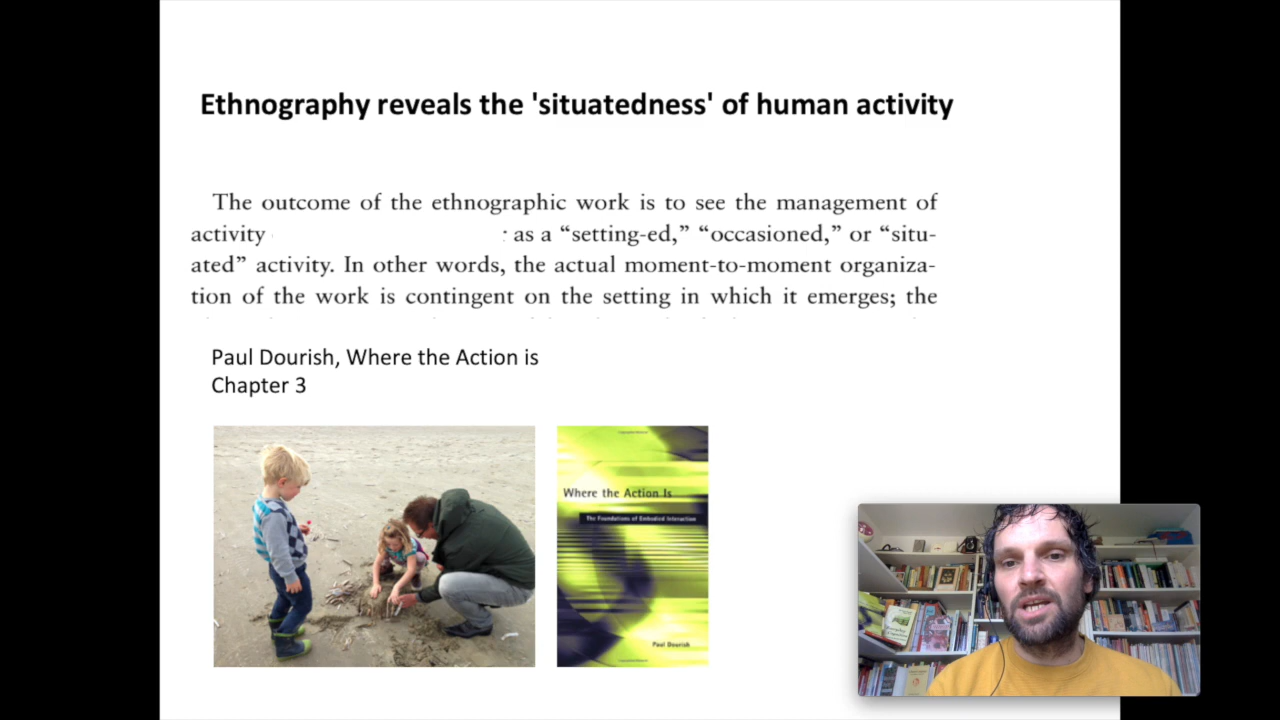 Ethnography reveals the 'situatedness' of human activity
The outcome of the ethnographic work is to see the management of
activity as a “setting-ed,” “occasioned,” or “situ-
ated” activity. In other words, the actual moment-to-moment organiza-
tion of the work is contingent on the setting in which it emerges; the
Paul Dourish, Where the Action is
Chapter 3
Where the Action Is
The Foundations of Embodied Interaction
Paul Dourish